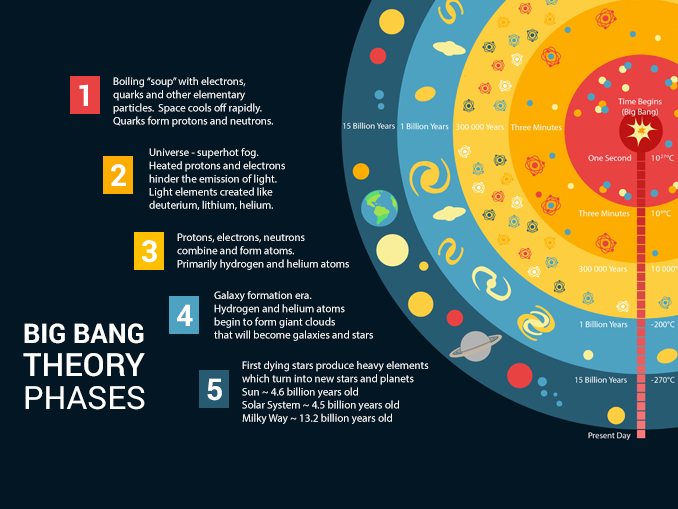 1
Boiling “soup” with electrons,
quarks and other elementary
particles. Space cools off rapidly.
Quarks form protons and neutrons.
2
Universe - superhot fog.
Heated protons and electrons
hinder the emission of light.
Light elements created like
deuterium, lithium, helium.
3
Protons, electrons, neutrons
combine and form atoms.
Primarily hydrogen and helium atoms
4
Galaxy formation era.
Hydrogen and helium atoms
begin to form giant clouds
that will become galaxies and stars
5
First dying stars produce heavy elements
which turn into new stars and planets
Sun ~ 4.6 billion years old
Solar System ~ 4.5 billion years old
Milky Way ~ 13.2 billion years old
BIG BANG
THEORY
PHASES
15 Billion Years
1 Billion Years
300 000 Years
Three Minutes
Time Begins
(Big Bang)
One Second
Three Minutes
300 000 Years
10 000°
1 Billion Years
-200°C
15 Billion Years
-270°C
Present Day